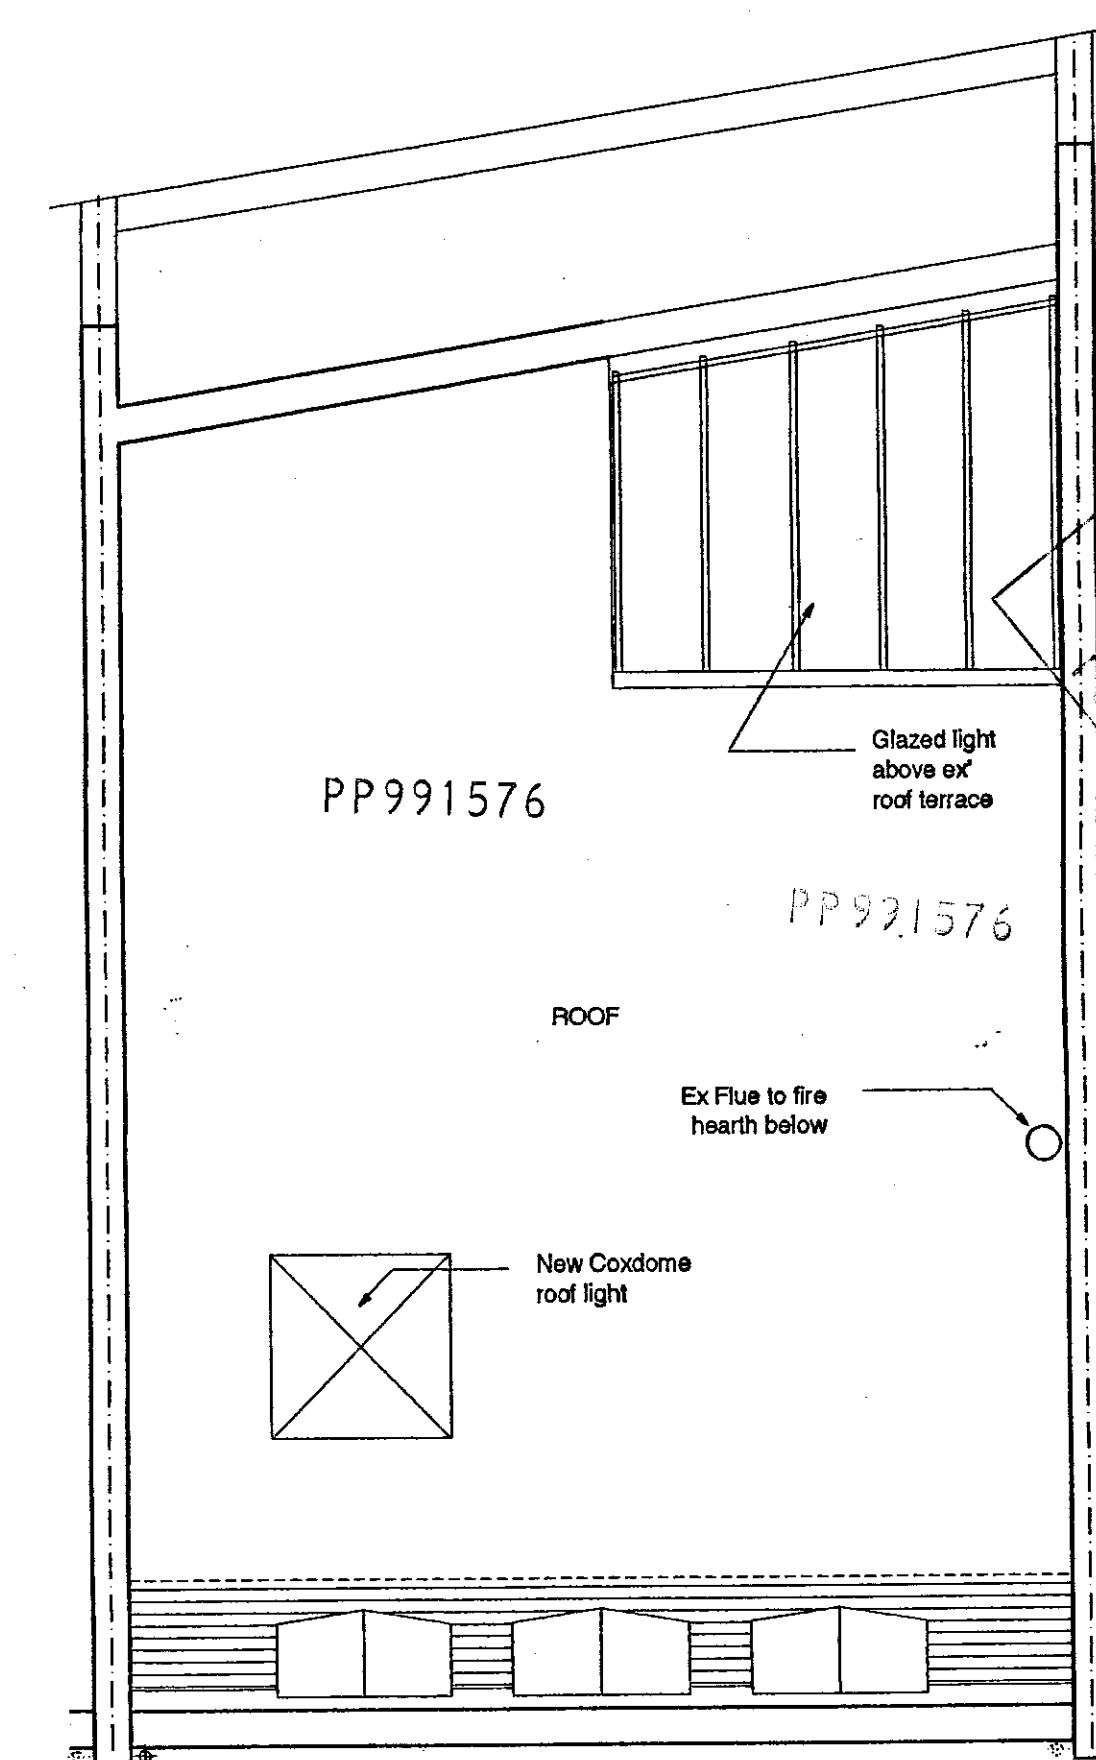 Glazed light
above ex'
roof terrace
PP991576
PP991576
ROOF
Ex Flue to fire
hearth below
New Coxdome
roof light